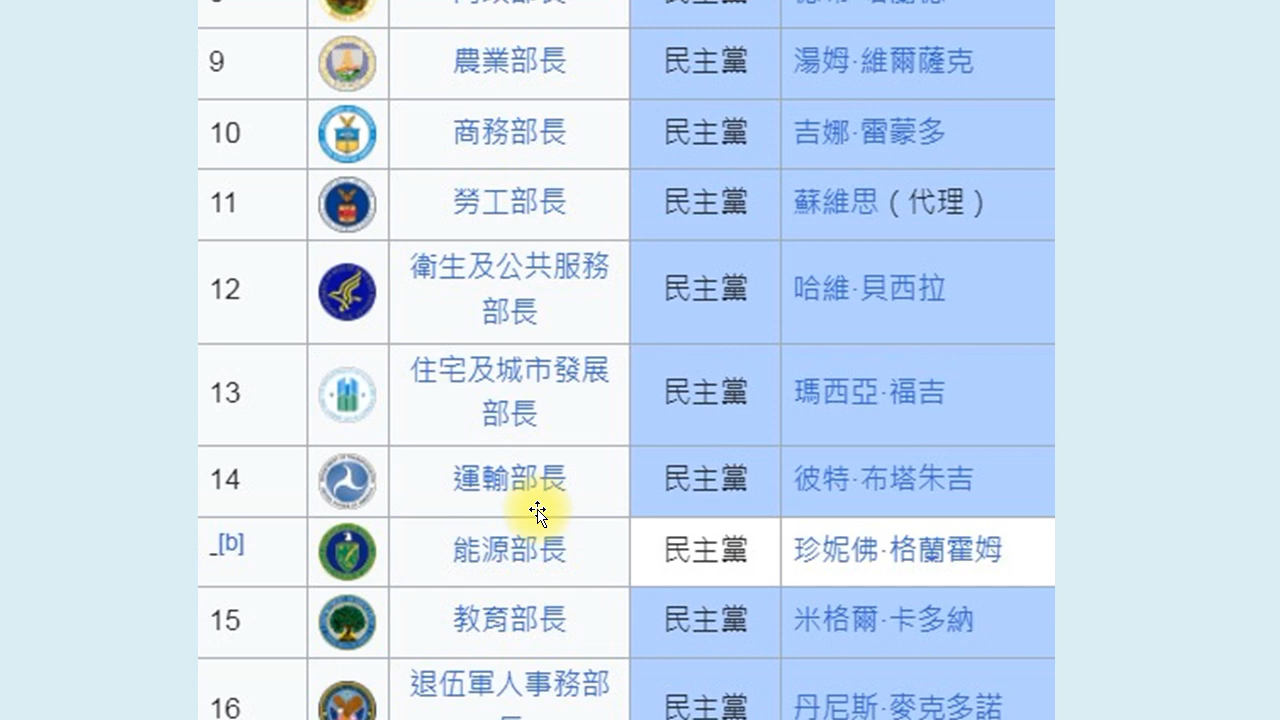 9 農業部長 民主黨 湯姆·維爾薩克
10 商務部長 民主黨 吉娜·雷蒙多
11 勞工部長 民主黨 蘇維思（代理）
12 衛生及公共服務 民主黨 哈維·貝西拉
部長
13 住宅及城市發展 民主黨 瑪西亞·福吉
部長
14 運輸部長 民主黨 彼特·布塔朱吉
-[b] 能源部長 民主黨 珍妮佛·格蘭霍姆
15 教育部長 民主黨 米格爾·卡多納
16 退伍軍人事務部 民主黨 丹尼斯·麥克多諾